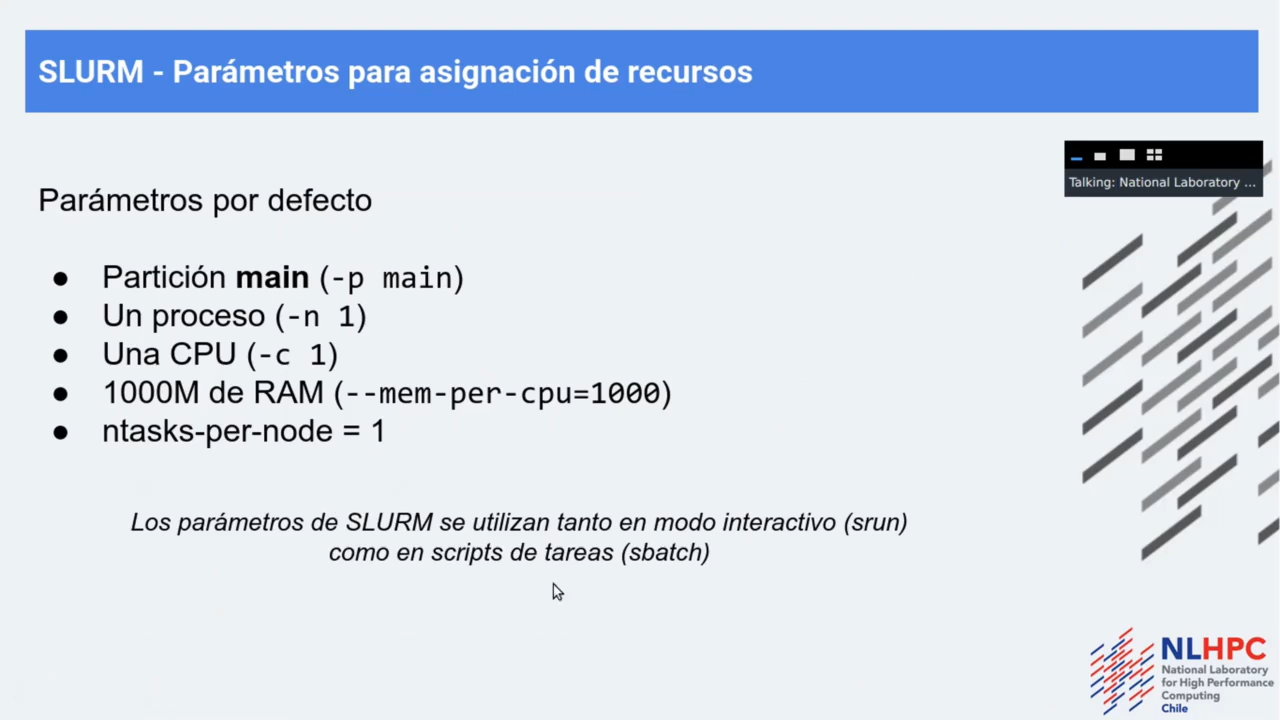 SLURM - Parámetros para asignación de recursos
Talking: National Laboratory ...
Parámetros por defecto
● Partición main (-p main)
● Un proceso (-n 1)
● Una CPU (-c 1)
● 1000M de RAM (--mem-per-cpu=1000)
● ntasks-per-node = 1
Los parámetros de SLURM se utilizan tanto en modo interactivo (srun)
como en scripts de tareas (sbatch)
NLHPC
National Laboratory
for High Performance
Computing
Chile